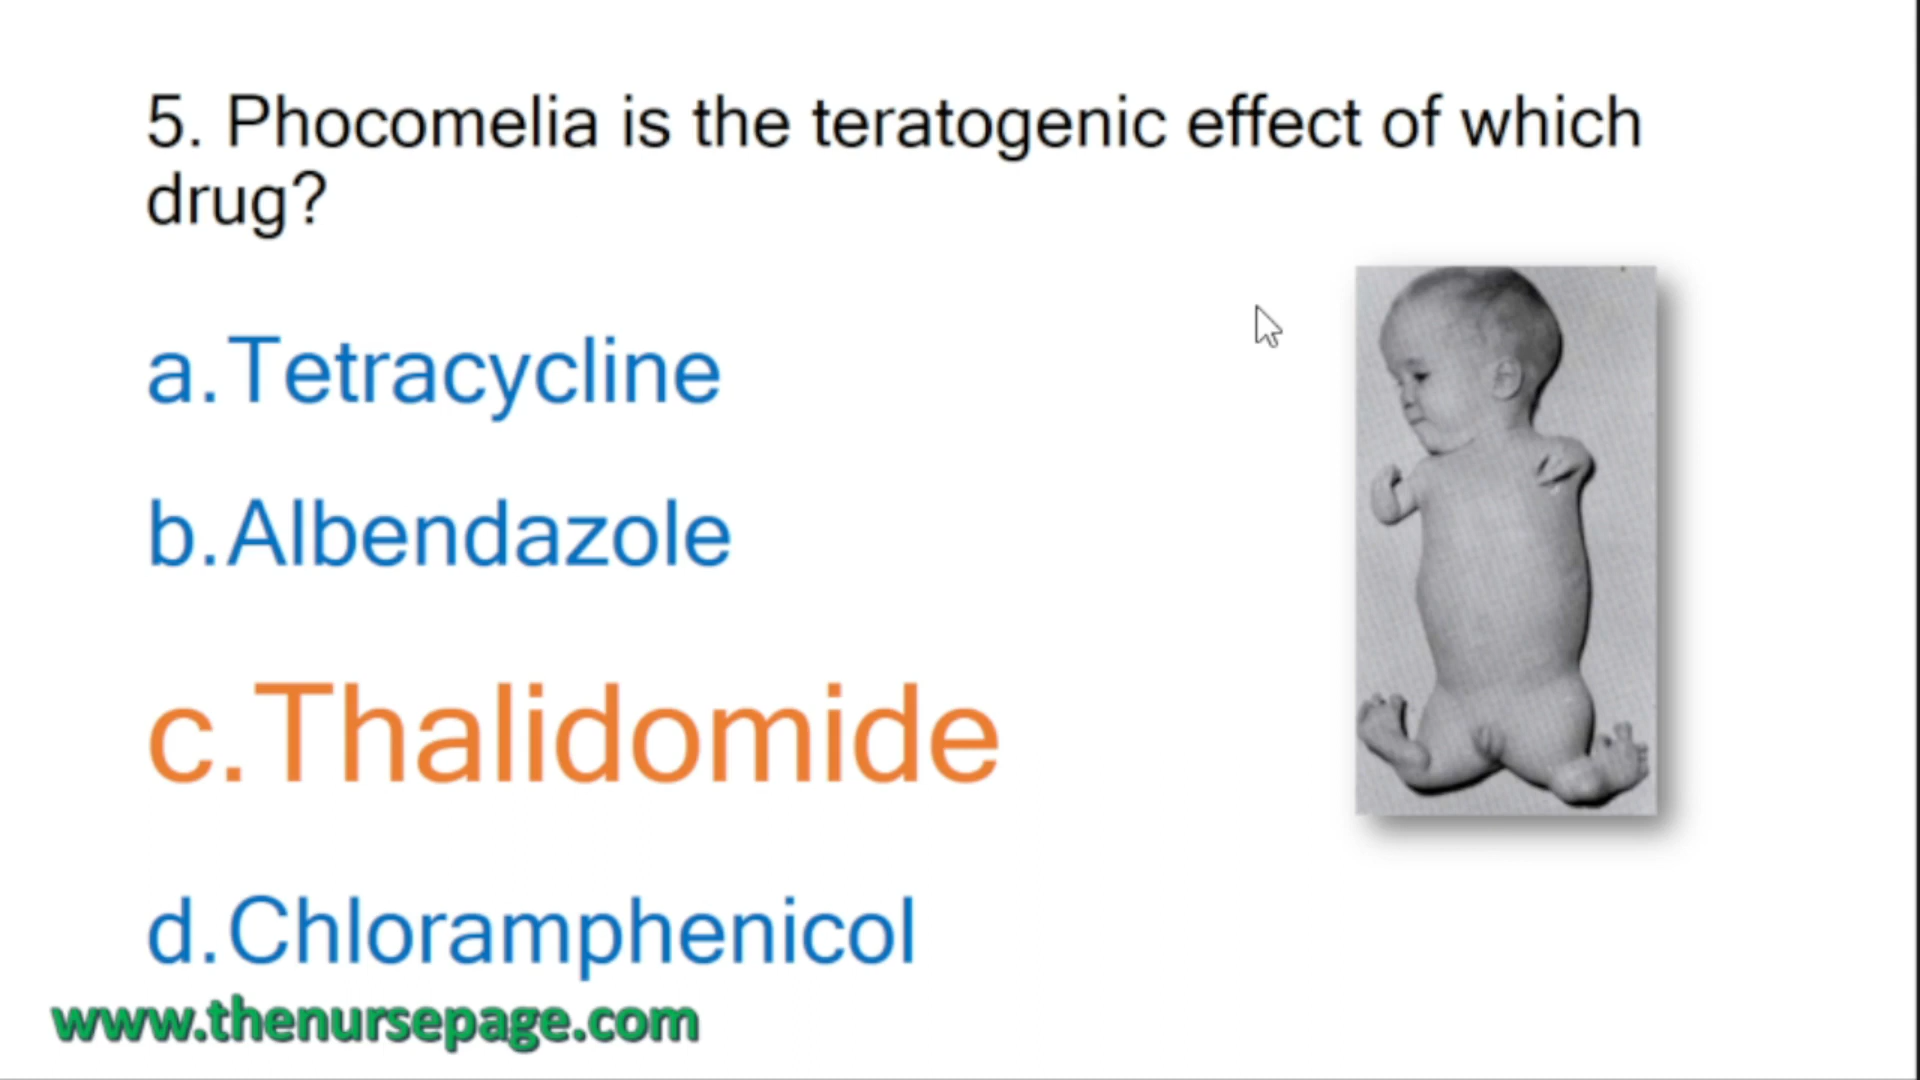 5. Phocomelia is the teratogenic effect of which
drug?
a. Tetracycline
b. Albendazole
c. Thalidomide
d. Chloramphenicol
www.thenursepage.com